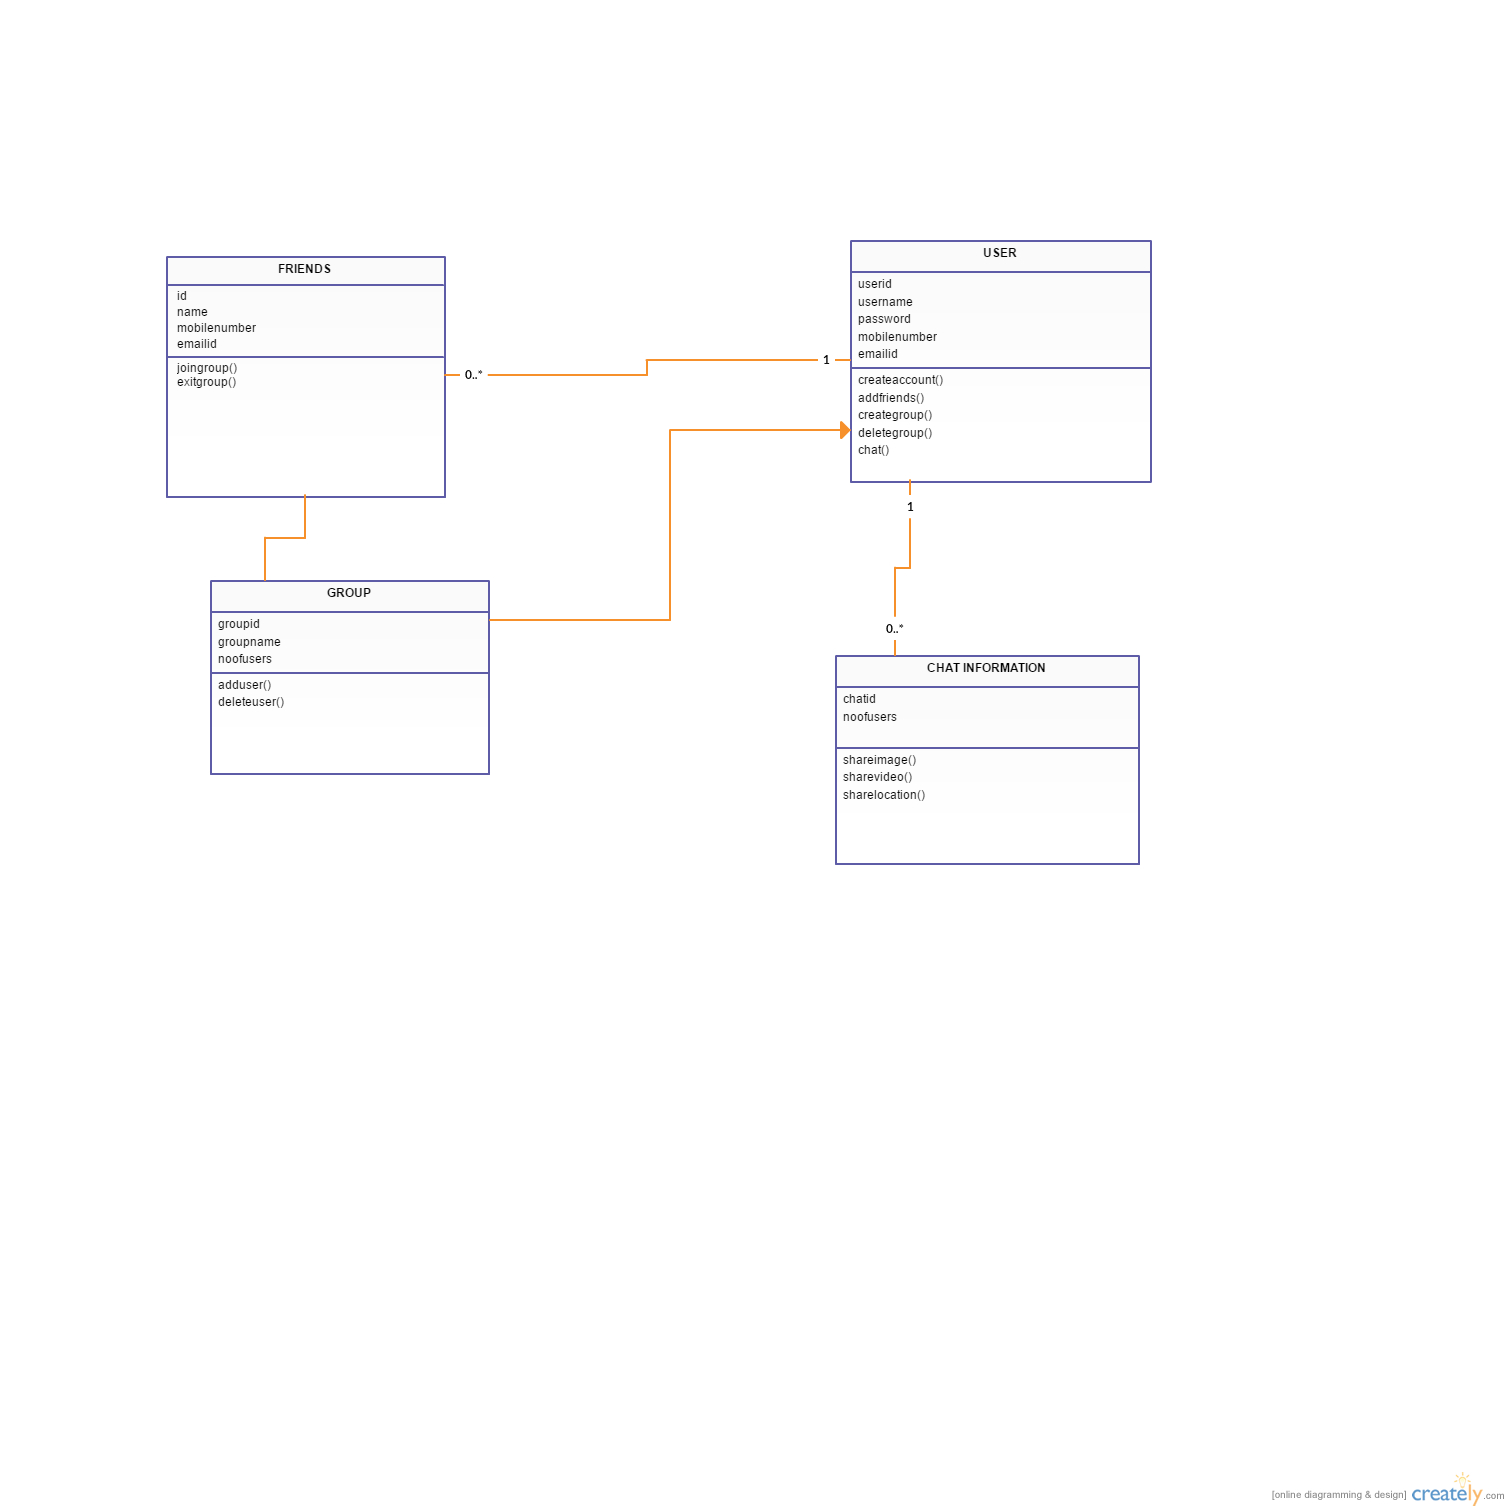 FRIENDS
id
name
mobilenumber
emailid
joingroup()
exitgroup()
USER
userid
username
password
mobilenumber
emailid
createaccount()
addfriends()
creategroup()
deletegroup()
chat()
0..*
1
1
0..*
GROUP
groupid
groupname
noofusers
adduser()
deleteuser()
CHAT INFORMATION
chatid
noofusers
shareimage()
sharevideo()
sharelocation()
[online diagramming & design] creately.com